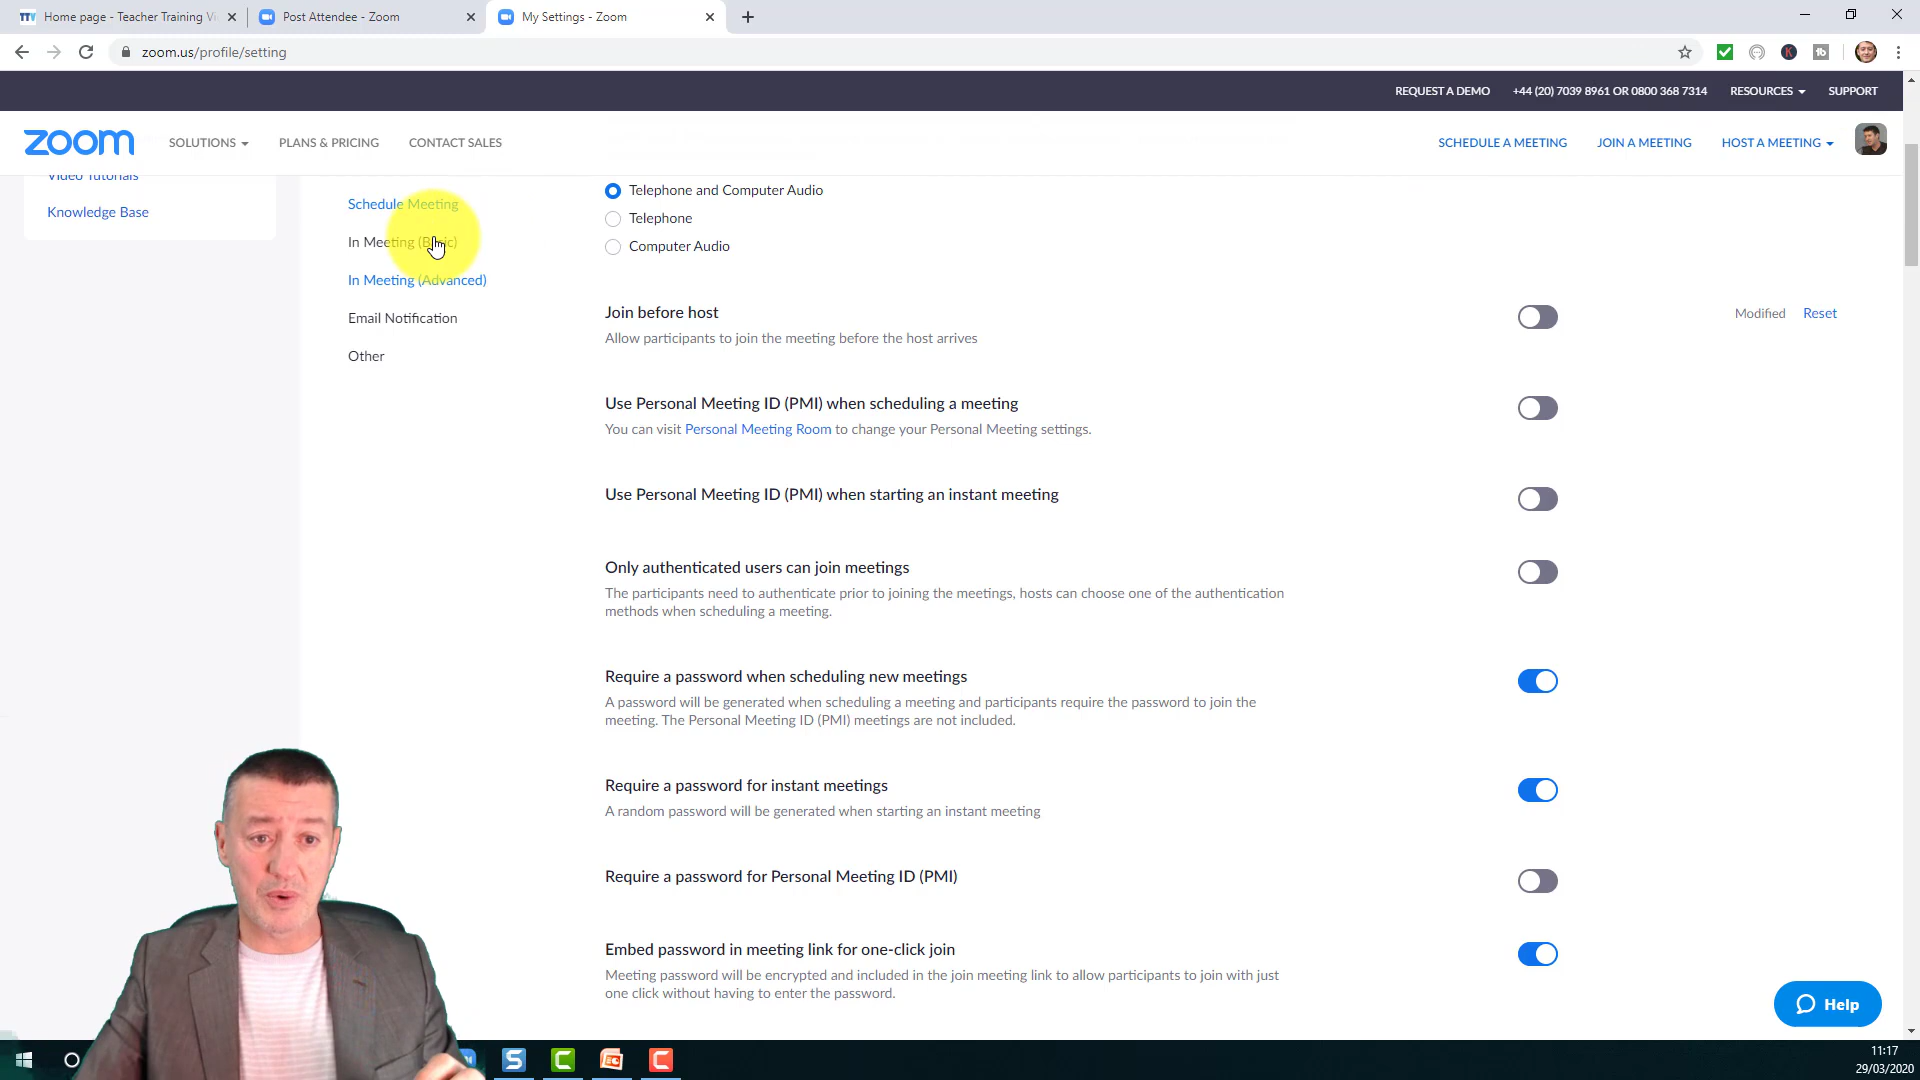 Home page - Teacher Training Vi
Post Attendee - Zoom
My Settings - Zoom
zoom.us/profile/setting
REQUEST A DEMO
+44 (20) 7039 8961 OR 0800 368 7314
RESOURCES
SUPPORT
zoom
SOLUTIONS
PLANS & PRICING
CONTACT SALES
SCHEDULE A MEETING
JOIN A MEETING
HOST A MEETING
Video Tutorials
Knowledge Base
Schedule Meeting
In Meeting (Basic)
In Meeting (Advanced)
Email Notification
Other
Telephone and Computer Audio
Telephone
Computer Audio
Join before host
Modified
Reset
Allow participants to join the meeting before the host arrives
Use Personal Meeting ID (PMI) when scheduling a meeting
You can visit Personal Meeting Room to change your Personal Meeting settings.
Use Personal Meeting ID (PMI) when starting an instant meeting
Only authenticated users can join meetings
The participants need to authenticate prior to joining the meetings, hosts can choose one of the authentication
methods when scheduling a meeting.
Require a password when scheduling new meetings
A password will be generated when scheduling a meeting and participants require the password to join the
meeting. The Personal Meeting ID (PMI) meetings are not included.
Require a password for instant meetings
A random password will be generated when starting an instant meeting
Require a password for Personal Meeting ID (PMI)
Embed password in meeting link for one-click join
Meeting password will be encrypted and included in the join meeting link to allow participants to join with just
one click without having to enter the password.
Help
11:17
29/03/2020